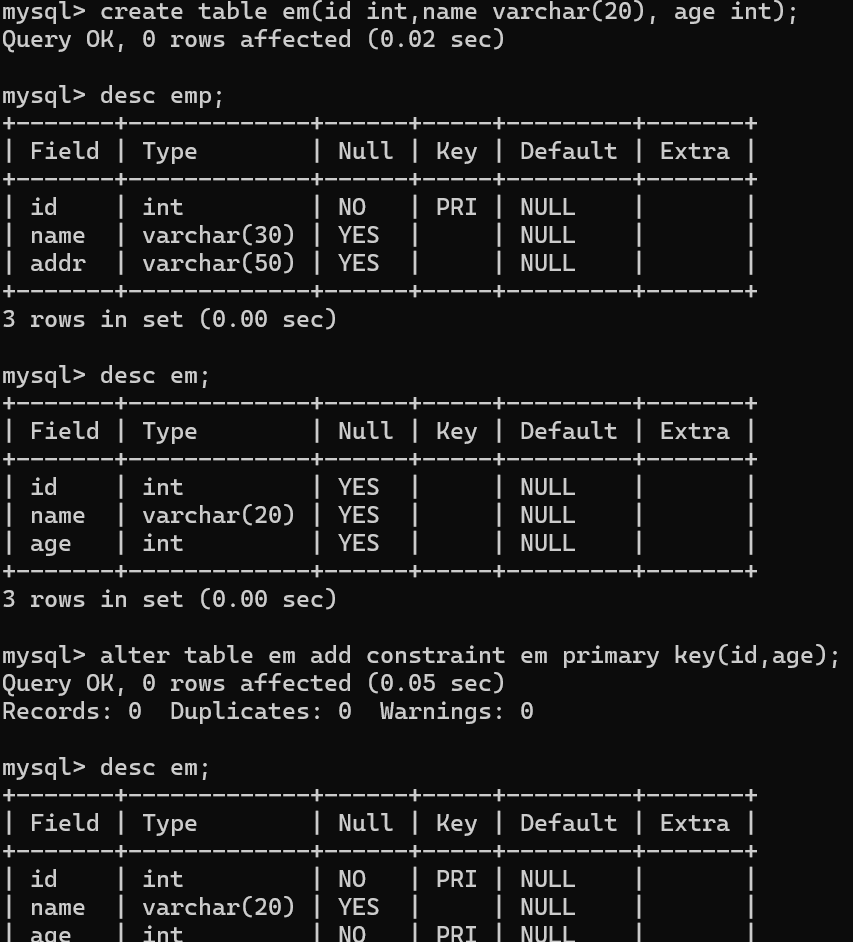 mysql> create table em(id int,name varchar(20), age int);
Query OK, 0 rows affected (0.02 sec)

mysql> desc emp;
+-------+-------------+------+-----+---------+-------+
| Field | Type        | Null | Key | Default | Extra |
+-------+-------------+------+-----+---------+-------+
| id    | int         | NO   | PRI | NULL    |       |
| name  | varchar(30) | YES  |     | NULL    |       |
| addr  | varchar(50) | YES  |     | NULL    |       |
+-------+-------------+------+-----+---------+-------+
3 rows in set (0.00 sec)

mysql> desc em;
+-------+-------------+------+-----+---------+-------+
| Field | Type        | Null | Key | Default | Extra |
+-------+-------------+------+-----+---------+-------+
| id    | int         | YES  |     | NULL    |       |
| name  | varchar(20) | YES  |     | NULL    |       |
| age   | int         | YES  |     | NULL    |       |
+-------+-------------+------+-----+---------+-------+
3 rows in set (0.00 sec)

mysql> alter table em add constraint em primary key(id,age);
Query OK, 0 rows affected (0.05 sec)
Records: 0  Duplicates: 0  Warnings: 0

mysql> desc em;
+-------+-------------+------+-----+---------+-------+
| Field | Type        | Null | Key | Default | Extra |
+-------+-------------+------+-----+---------+-------+
| id    | int         | NO   | PRI | NULL    |       |
| name  | varchar(20) | YES  |     | NULL    |       |
| age   | int         | NO   | PRI | NULL    |       |